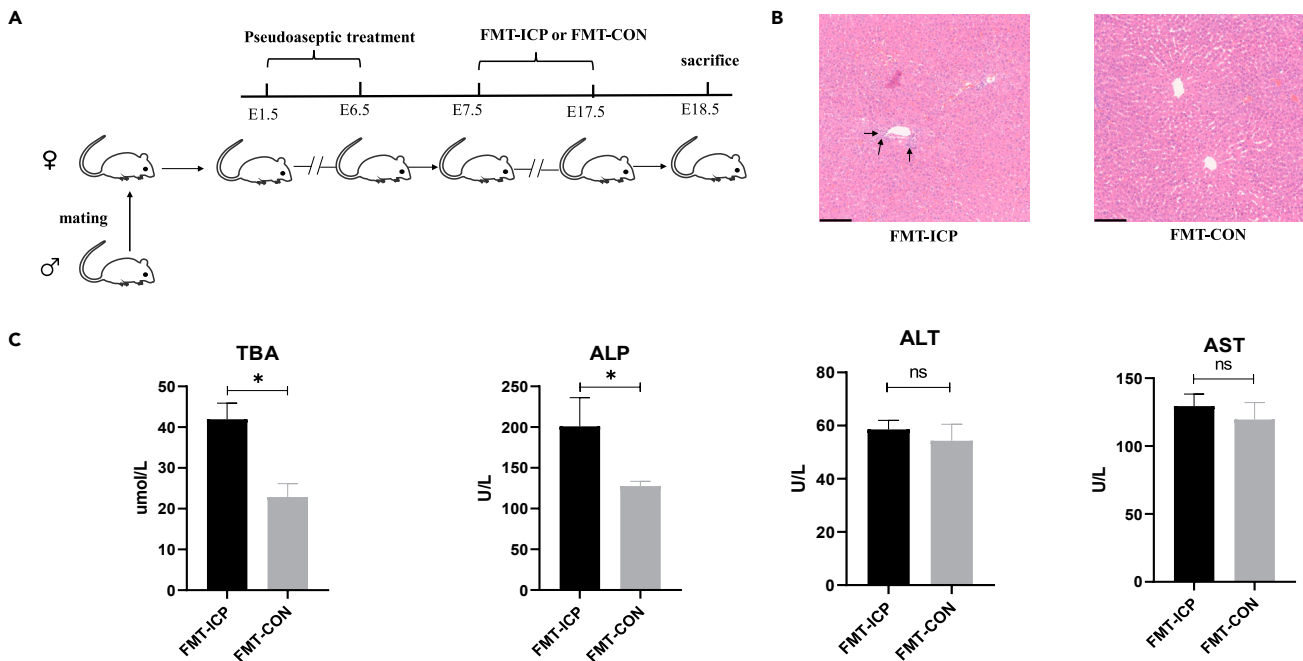 A
Pseudoaseptic treatment
FMT-ICP or FMT-CON
sacrifice
E1.5
E6.5
E7.5
E17.5
E18.5
♀
mating
♂
B
FMT-ICP
FMT-CON
C
TBA
*
umol/L
50
40
30
20
10
0
FMT-ICP
FMT-CON
ALP
*
U/L
250
200
150
100
50
0
FMT-ICP
FMT-CON
ALT
ns
U/L
80
60
40
20
0
FMT-ICP
FMT-CON
AST
ns
U/L
150
100
50
0
FMT-ICP
FMT-CON